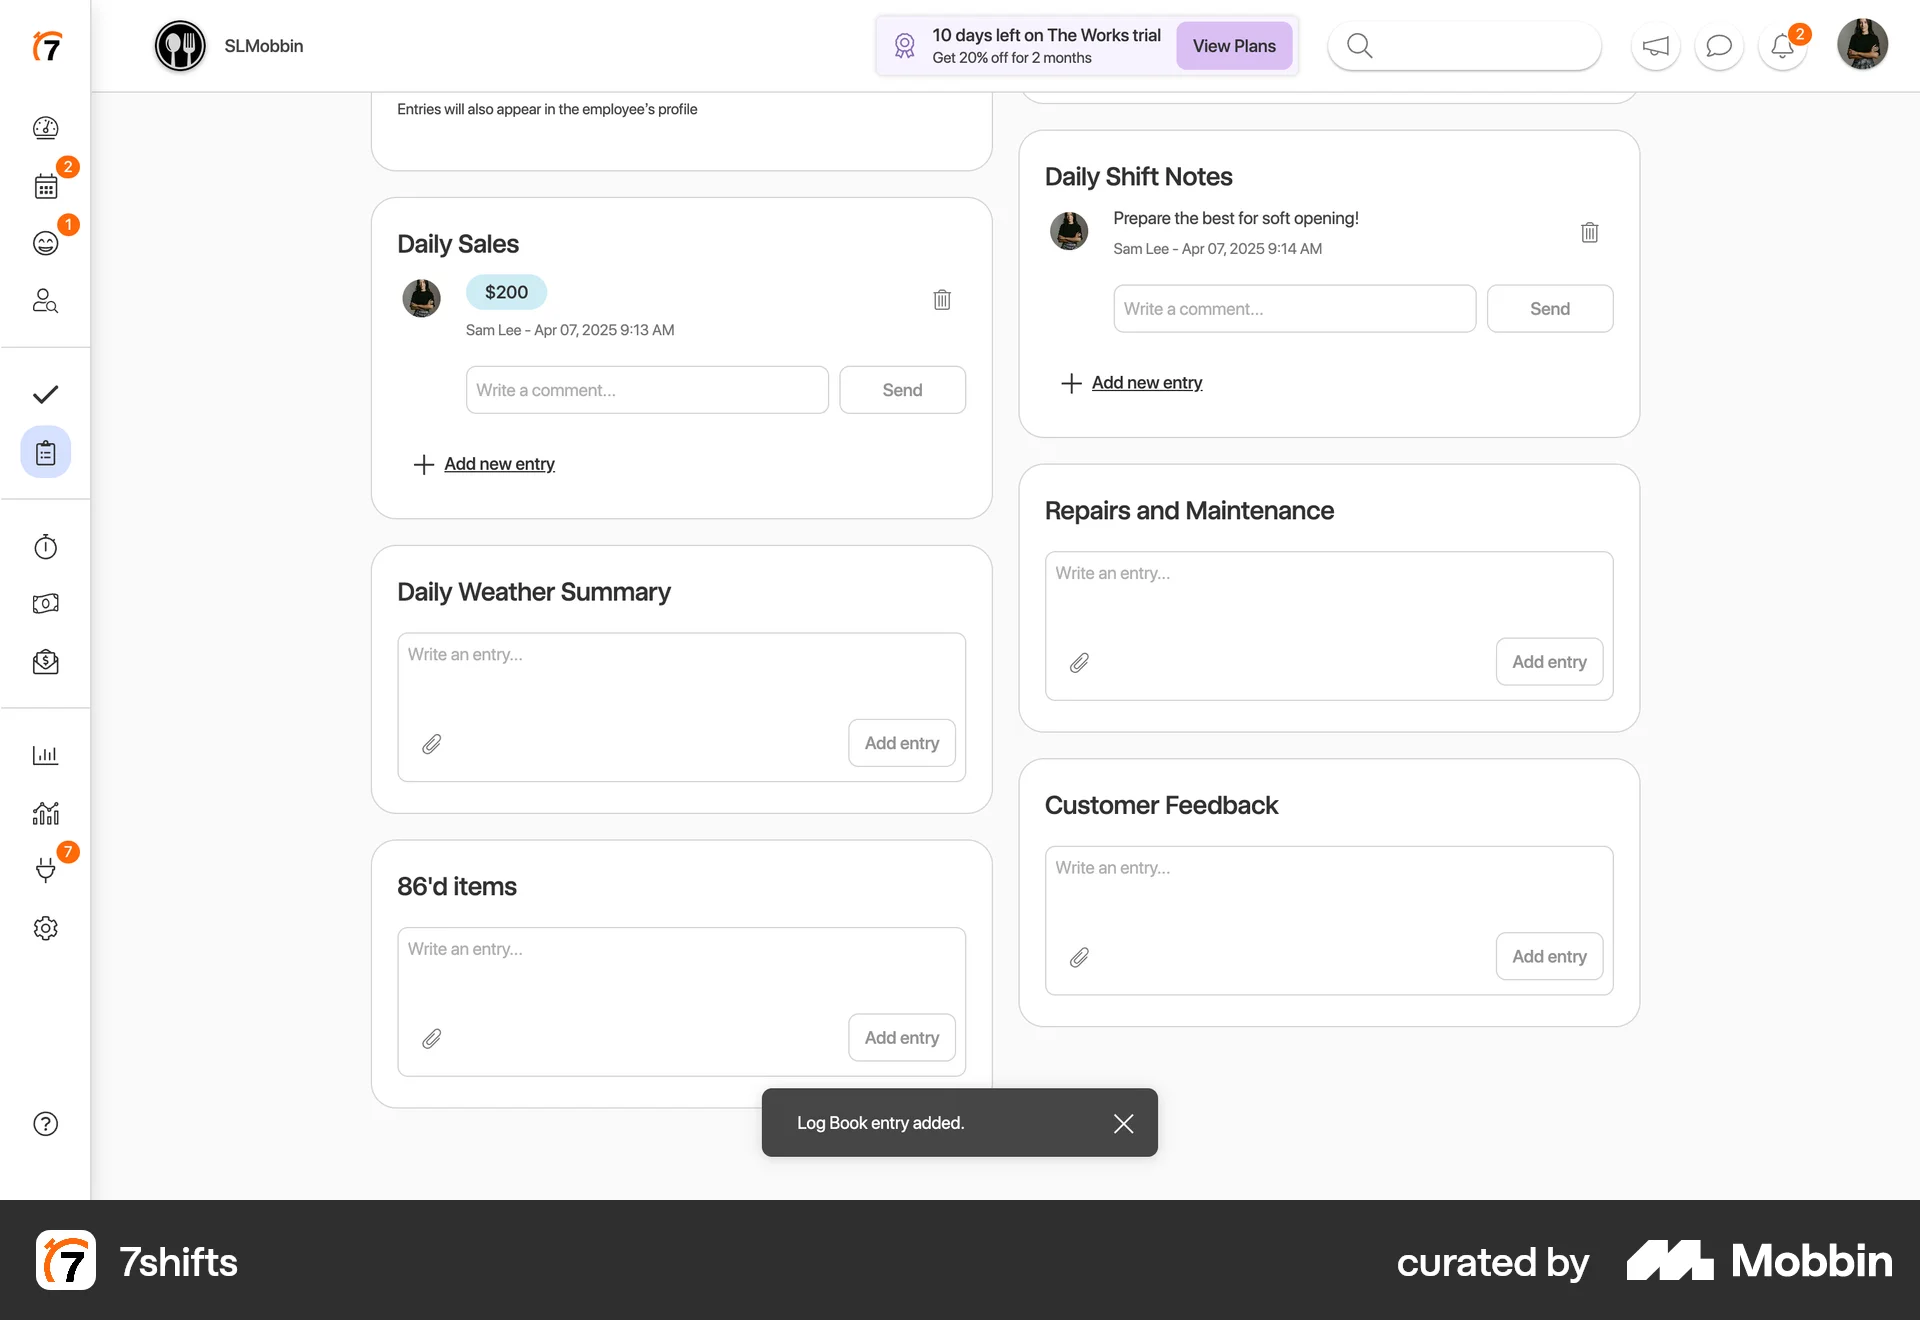 7
SLMobbin
10 days left on The Works trial
Get 20% off for 2 months
View Plans
2
2
1
7
Entries will also appear in the employee’s profile
Daily Sales
$200
Sam Lee - Apr 07, 2025 9:13 AM
Write a comment...
Send
Add new entry
Daily Weather Summary
Write an entry...
Add entry
86'd items
Write an entry...
Add entry
Daily Shift Notes
Prepare the best for soft opening!
Sam Lee - Apr 07, 2025 9:14 AM
Write a comment...
Send
Add new entry
Repairs and Maintenance
Write an entry...
Add entry
Customer Feedback
Write an entry...
Add entry
Log Book entry added.
7
7shifts
curated by
Mobbin